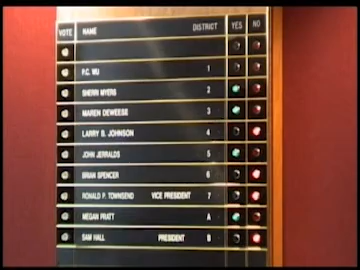 VOTE NAME DISTRICT YES NO
P.C. WU 1
SHERRI MYERS 2
MAREN DEWEESE 3
LARRY B. JOHNSON 4
JOHN JERRALDS 5
BRIAN SPENCER 6
RONALD P. TOWNSEND VICE PRESIDENT 7
MEGAN PRATT A
SAM HALL PRESIDENT B